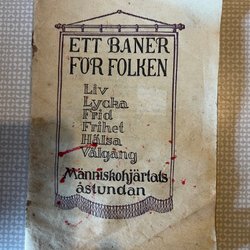 ETT BANER
FÖR FOLKEN
Liv
Lycka
Frid
Frihet
Hälsa
Välgång
Människohjärtats
åstundan